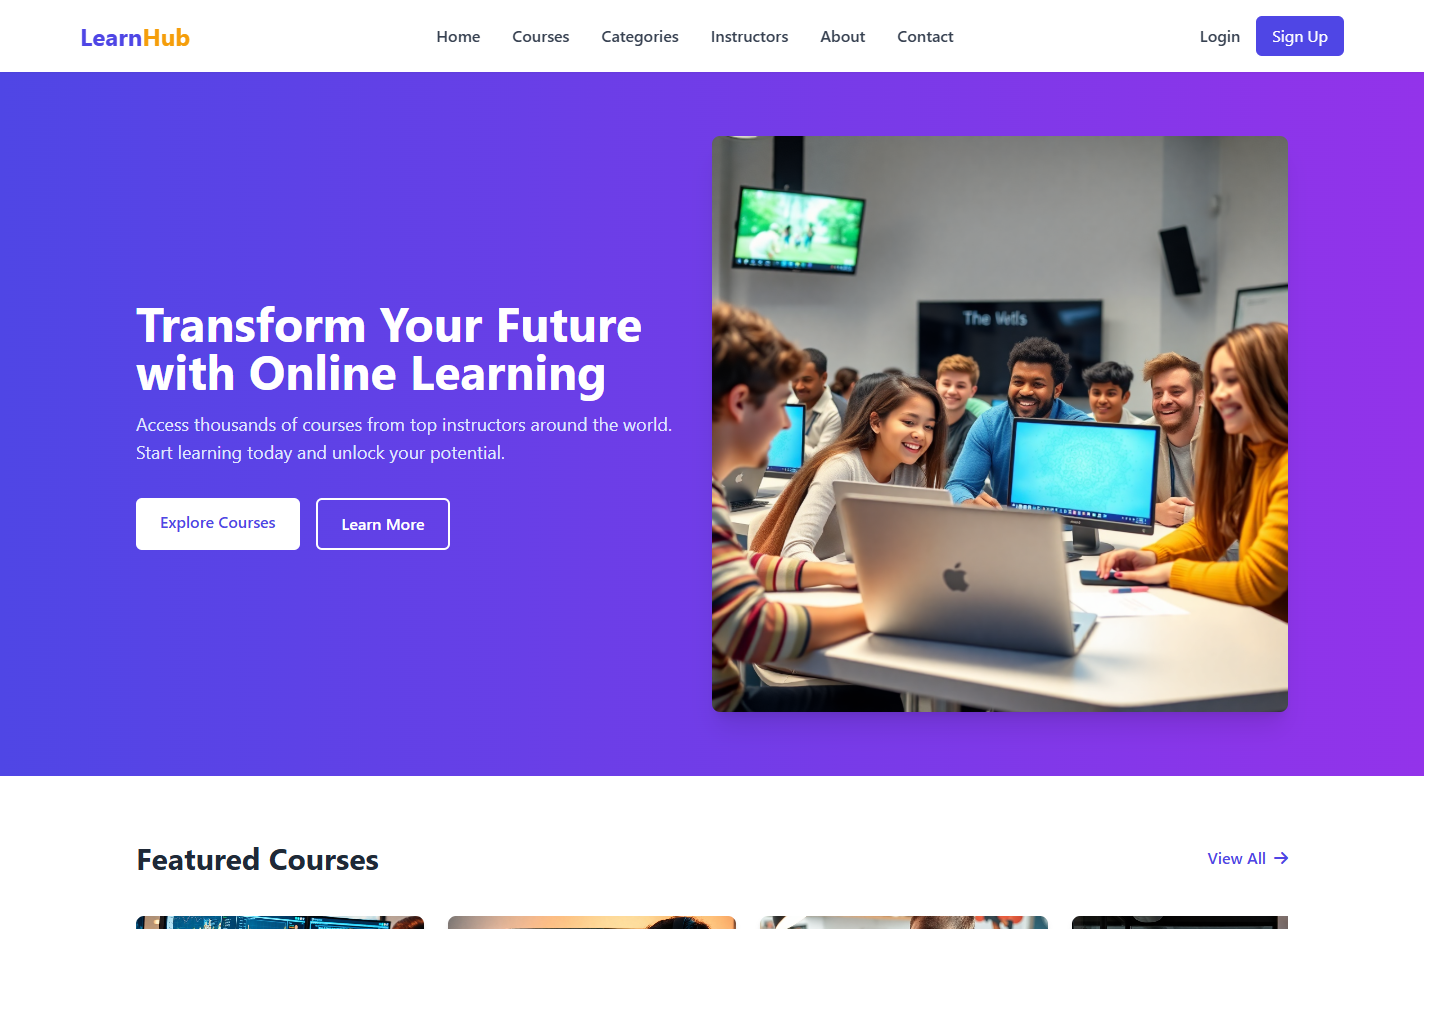 LearnHub
Home Courses Categories Instructors About Contact
Login Sign Up
Transform Your Future
with Online Learning
Access thousands of courses from top instructors around the world.
Start learning today and unlock your potential.
Explore Courses Learn More
Featured Courses
View All